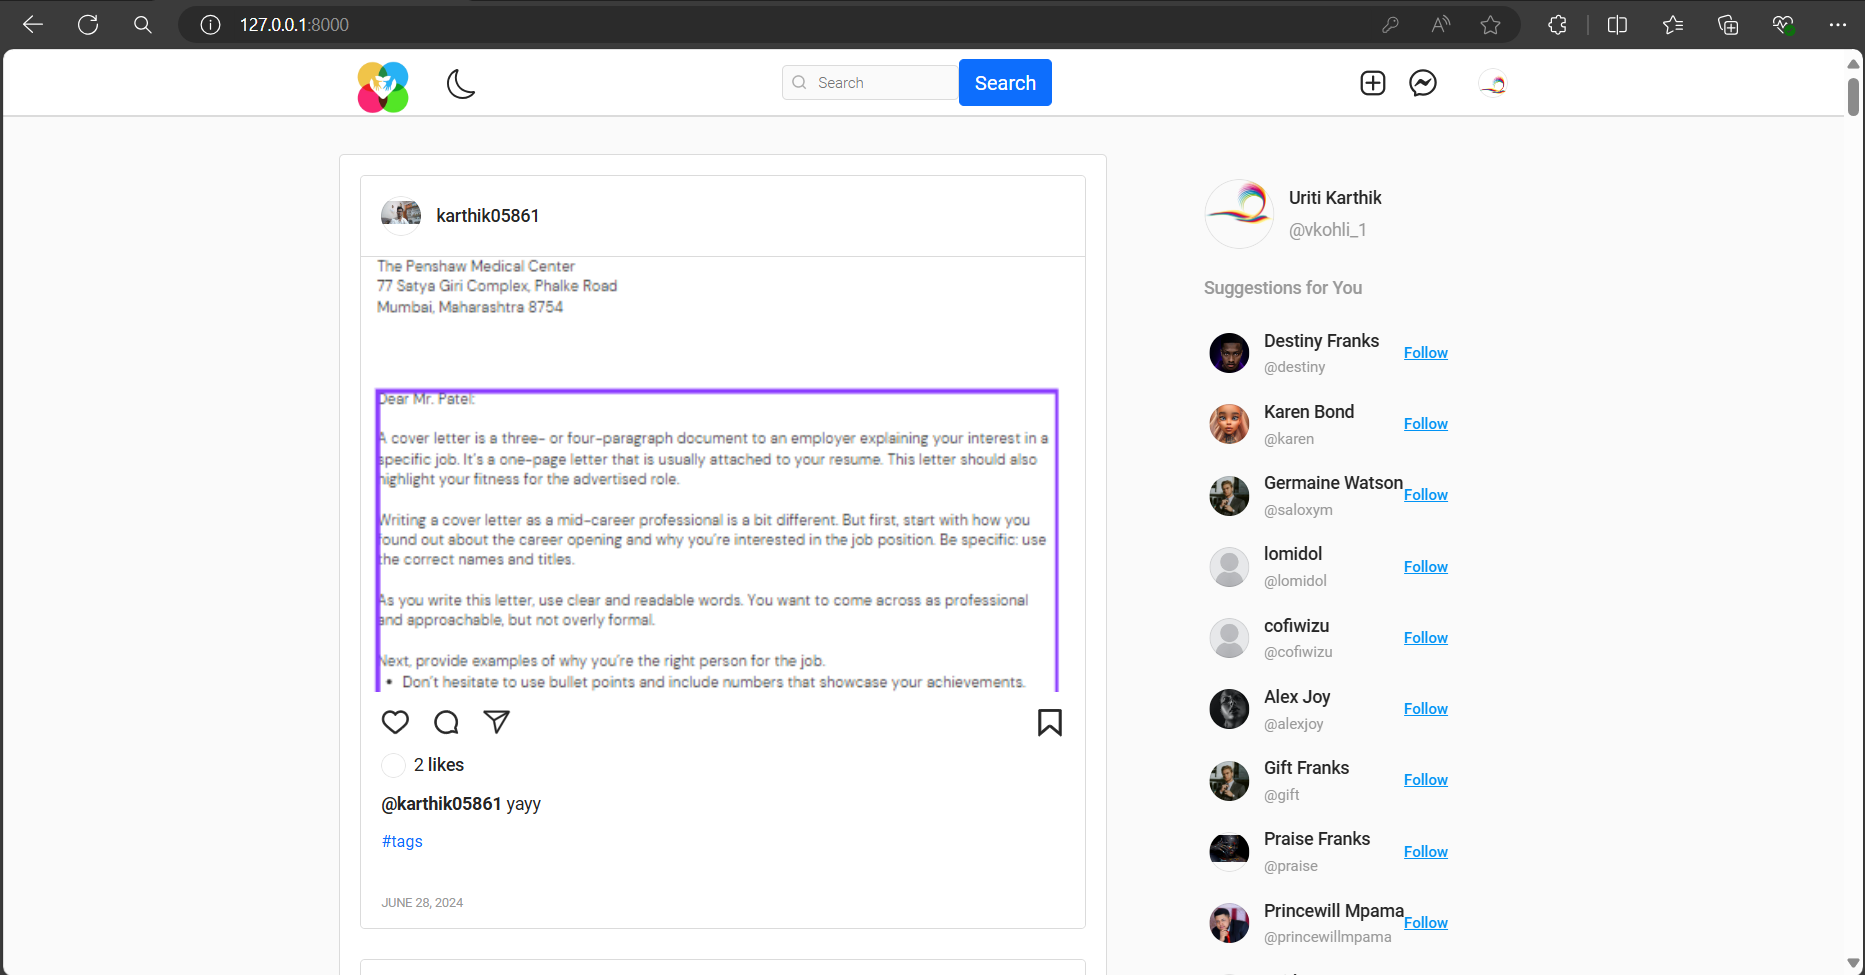 127.0.0.1:8000
Search
Search
karthik05861
The Penshaw Medical Center
77 Satya Giri Complex, Phalke Road
Mumbai, Maharashtra 8754
Dear Mr. Patel:
A cover letter is a three- or four-paragraph document to an employer explaining your interest in a
specific job. It's a one-page letter that is usually attached to your resume. This letter should also
highlight your fitness for the advertised role.
Writing a cover letter as a mid-career professional is a bit different. But first, start with how you
found out about the career opening and why you're interested in the job position. Be specific: use
the correct names and titles.
As you write this letter, use clear and readable words. You want to come across as professional
and approachable, but not overly formal.
Next, provide examples of why you're the right person for the job.
• Don't hesitate to use bullet points and include numbers that showcase your achievements.
2 likes
@karthik05861 yayy
#tags
JUNE 28, 2024
Uriti Karthik
@vkohli_1
Suggestions for You
Destiny Franks
@destiny
Follow
Karen Bond
@karen
Follow
Germaine Watson
@saloxym
Follow
lomidol
@lomidol
Follow
cofiwizu
@cofiwizu
Follow
Alex Joy
@alexjoy
Follow
Gift Franks
@gift
Follow
Praise Franks
@praise
Follow
Princewill Mpama
@princewillmpama
Follow